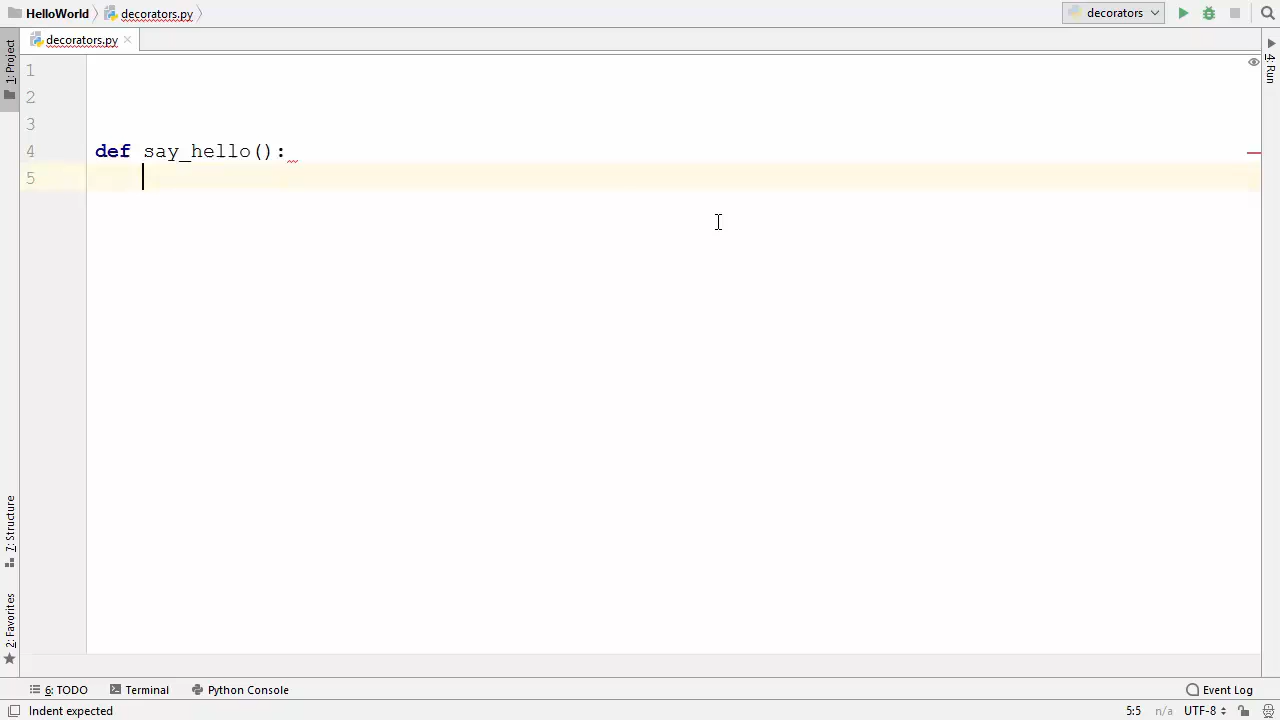 HelloWorld decorators.py decorators
decorators.py
1: Project
4: Run
1
2
3
4 def say_hello():
5
7: Structure
2: Favorites
6: TODO Terminal Python Console Event Log
Indent expected 5:5 n/a UTF-8